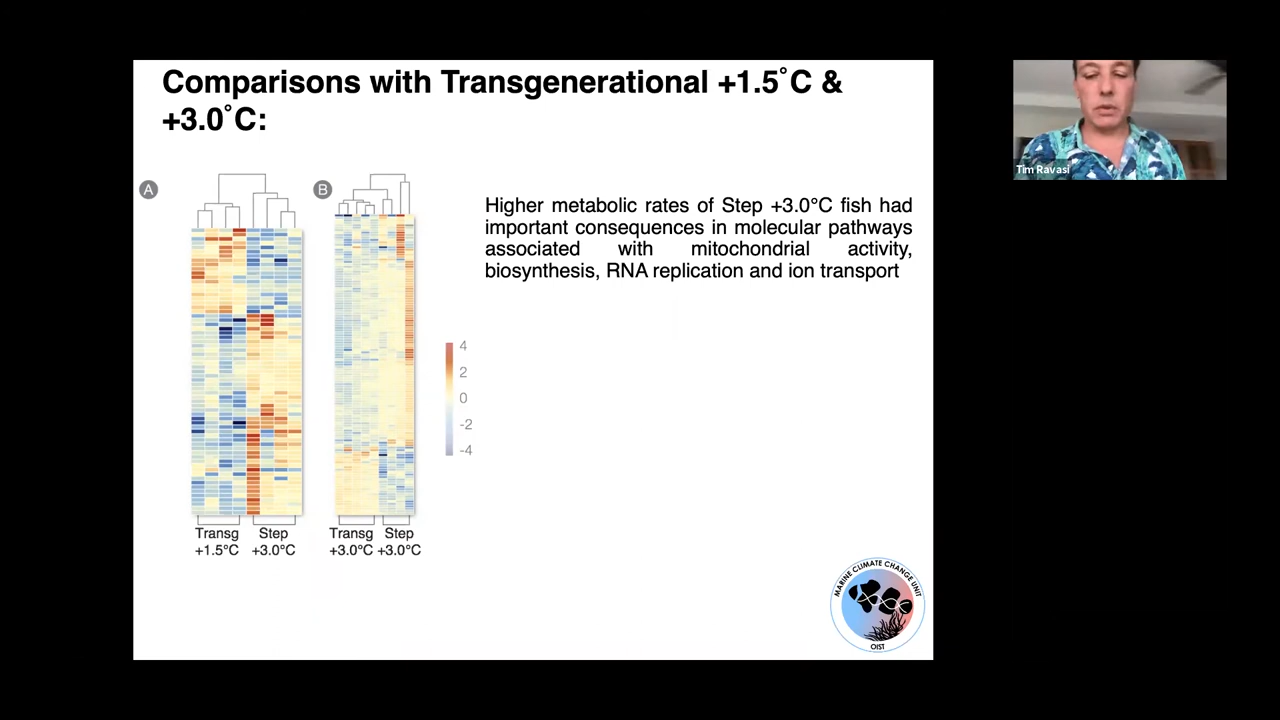 Comparisons with Transgenerational +1.5°C &
+3.0°C:
Tim Ravasi
A
B
Higher metabolic rates of Step +3.0°C fish had
important consequences in molecular pathways
associated with mitochondrial activity,
biosynthesis, RNA replication and ion transport
4
2
0
-2
-4
Transg
+1.5°C
Step
+3.0°C
Transg
+3.0°C
Step
+3.0°C
MARINE CLIMATE CHANGE UNIT
OIST